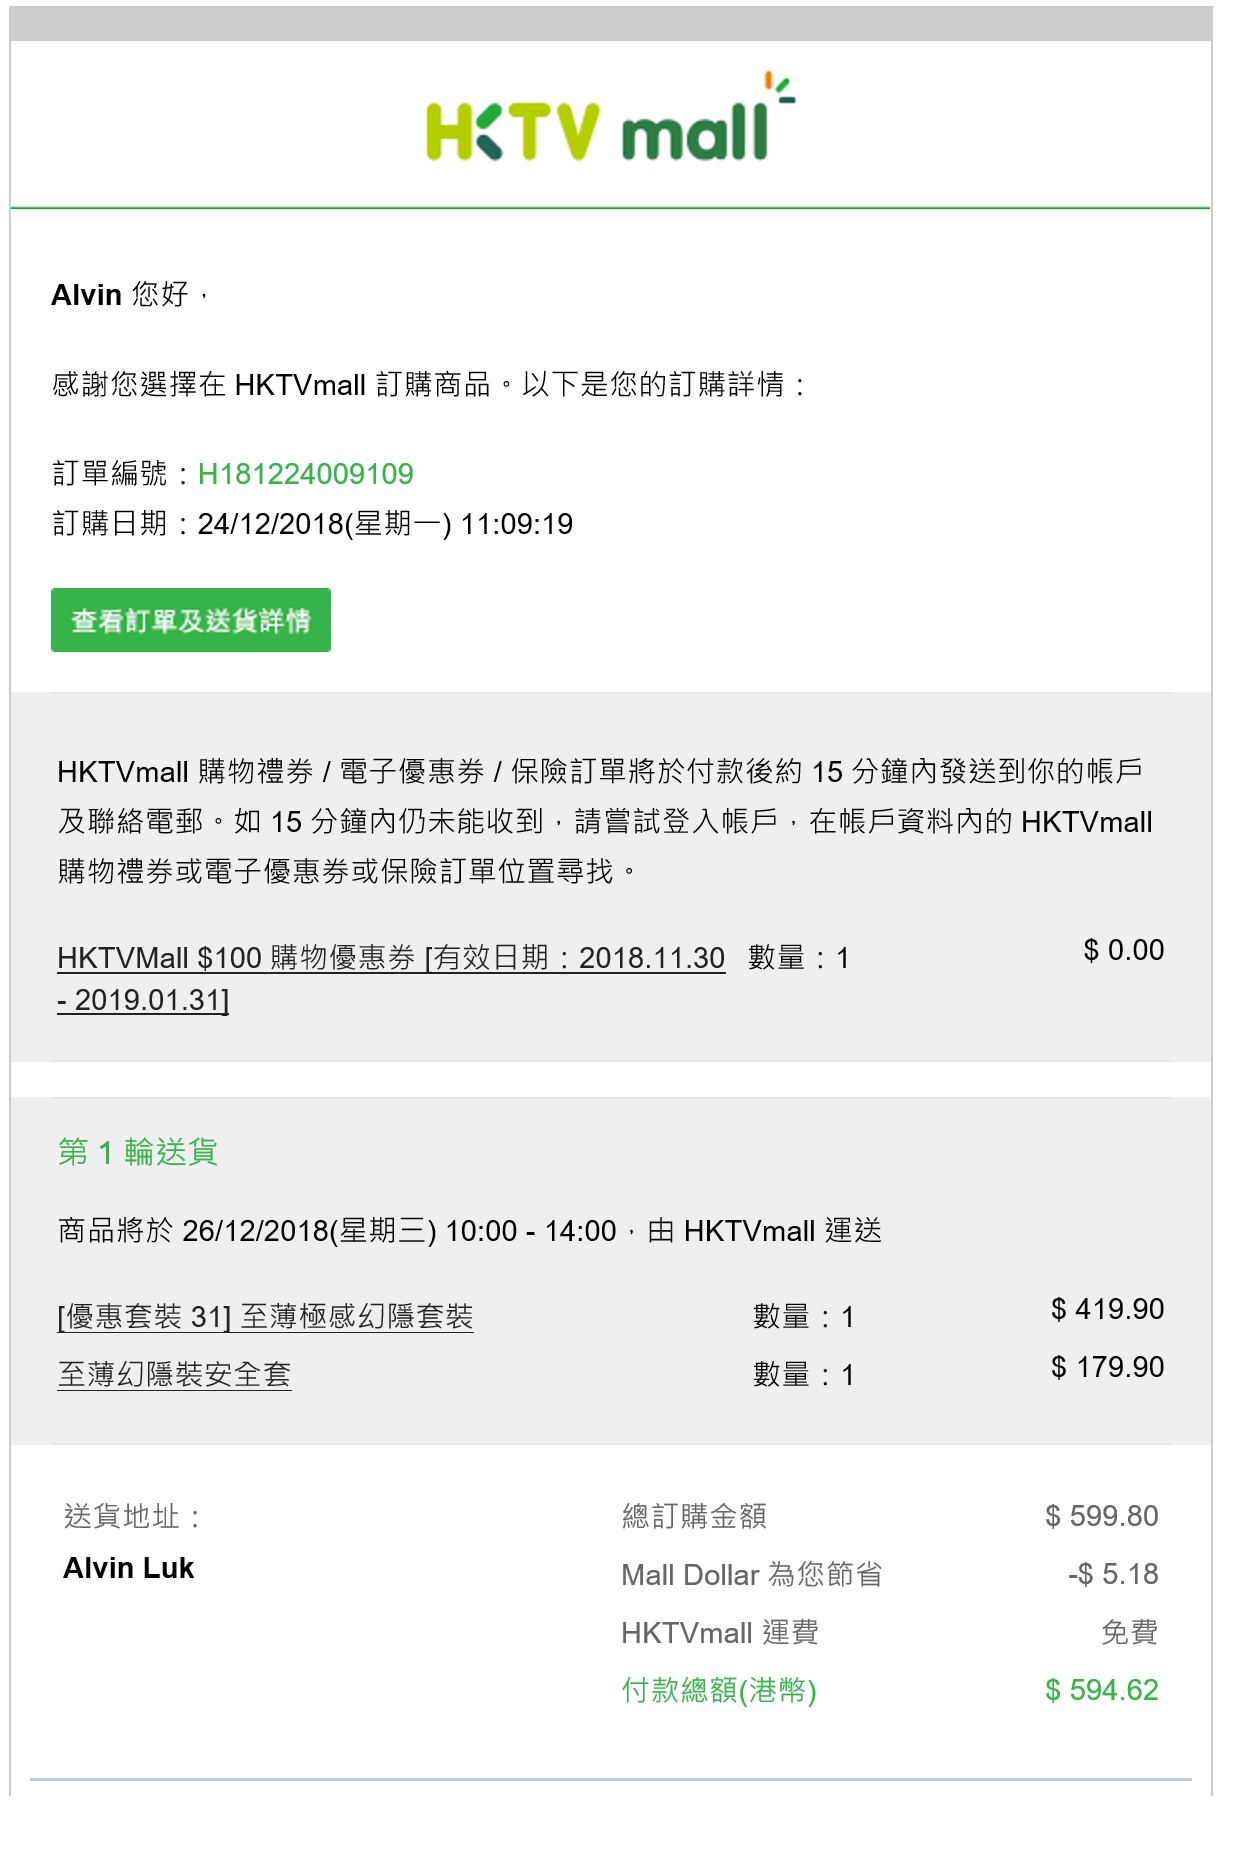 HKTV mall
Alvin 您好，
感謝您選擇在 HKTVmall 訂購商品。以下是您的訂購詳情：
訂單編號：H181224009109
訂購日期：24/12/2018(星期一) 11:09:19
查看訂單及送貨詳情
HKTVmall 購物禮券 / 電子優惠券 / 保險訂單將於付款後約 15 分鐘內發送到你的帳戶
及聯絡電郵。如 15 分鐘內仍未能收到，請嘗試登入帳戶，在帳戶資料內的 HKTVmall
購物禮券或電子優惠券或保險訂單位置尋找。
HKTVMall $100 購物優惠券 [有效日期：2018.11.30 數量：1 $ 0.00
- 2019.01.31]
第 1 輪送貨
商品將於 26/12/2018(星期三) 10:00 - 14:00，由 HKTVmall 運送
[優惠套裝 31] 至薄極感幻隱套裝 數量：1 $ 419.90
至薄幻隱裝安全套 數量：1 $ 179.90
送貨地址： 總訂購金額 $ 599.80
Alvin Luk
Mall Dollar 為您節省 -$ 5.18
HKTVmall 運費 免費
付款總額(港幣) $ 594.62